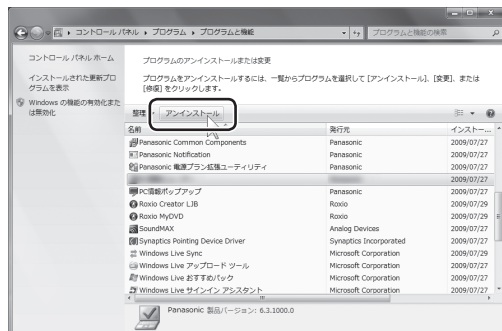 コントロール パネル ▸ プログラム ▸ プログラムと機能
プログラムと機能の検索
コントロール パネル ホーム
インストールされた更新プログラムを表示
Windows の機能の有効化または無効化
プログラムのアンインストールまたは変更
プログラムをアンインストールするには、一覧からプログラムを選択して [アンインストール]、[変更]、または
[修復] をクリックします。
整理 アンインストール
名前 発行元 インストー...
Panasonic Common Components Panasonic 2009/07/27
Panasonic Notification Panasonic 2009/07/27
Panasonic 電源プラン拡張ユーティリティ Panasonic 2009/07/27
2009/07/27
PC情報ポップアップ Panasonic 2009/07/27
Roxio Creator LJB Roxio 2009/07/29
Roxio MyDVD Roxio 2009/07/29
SoundMAX Analog Devices 2009/07/27
Synaptics Pointing Device Driver Synaptics Incorporated 2009/07/27
Windows Live Sync Microsoft Corporation 2009/07/29
Windows Live アップロード ツール Microsoft Corporation 2009/07/27
Windows Live おすすめパック Microsoft Corporation 2009/07/27
Windows Live サインイン アシスタント Microsoft Corporation 2009/07/27
Panasonic 製品バージョン: 6.3.1000.0